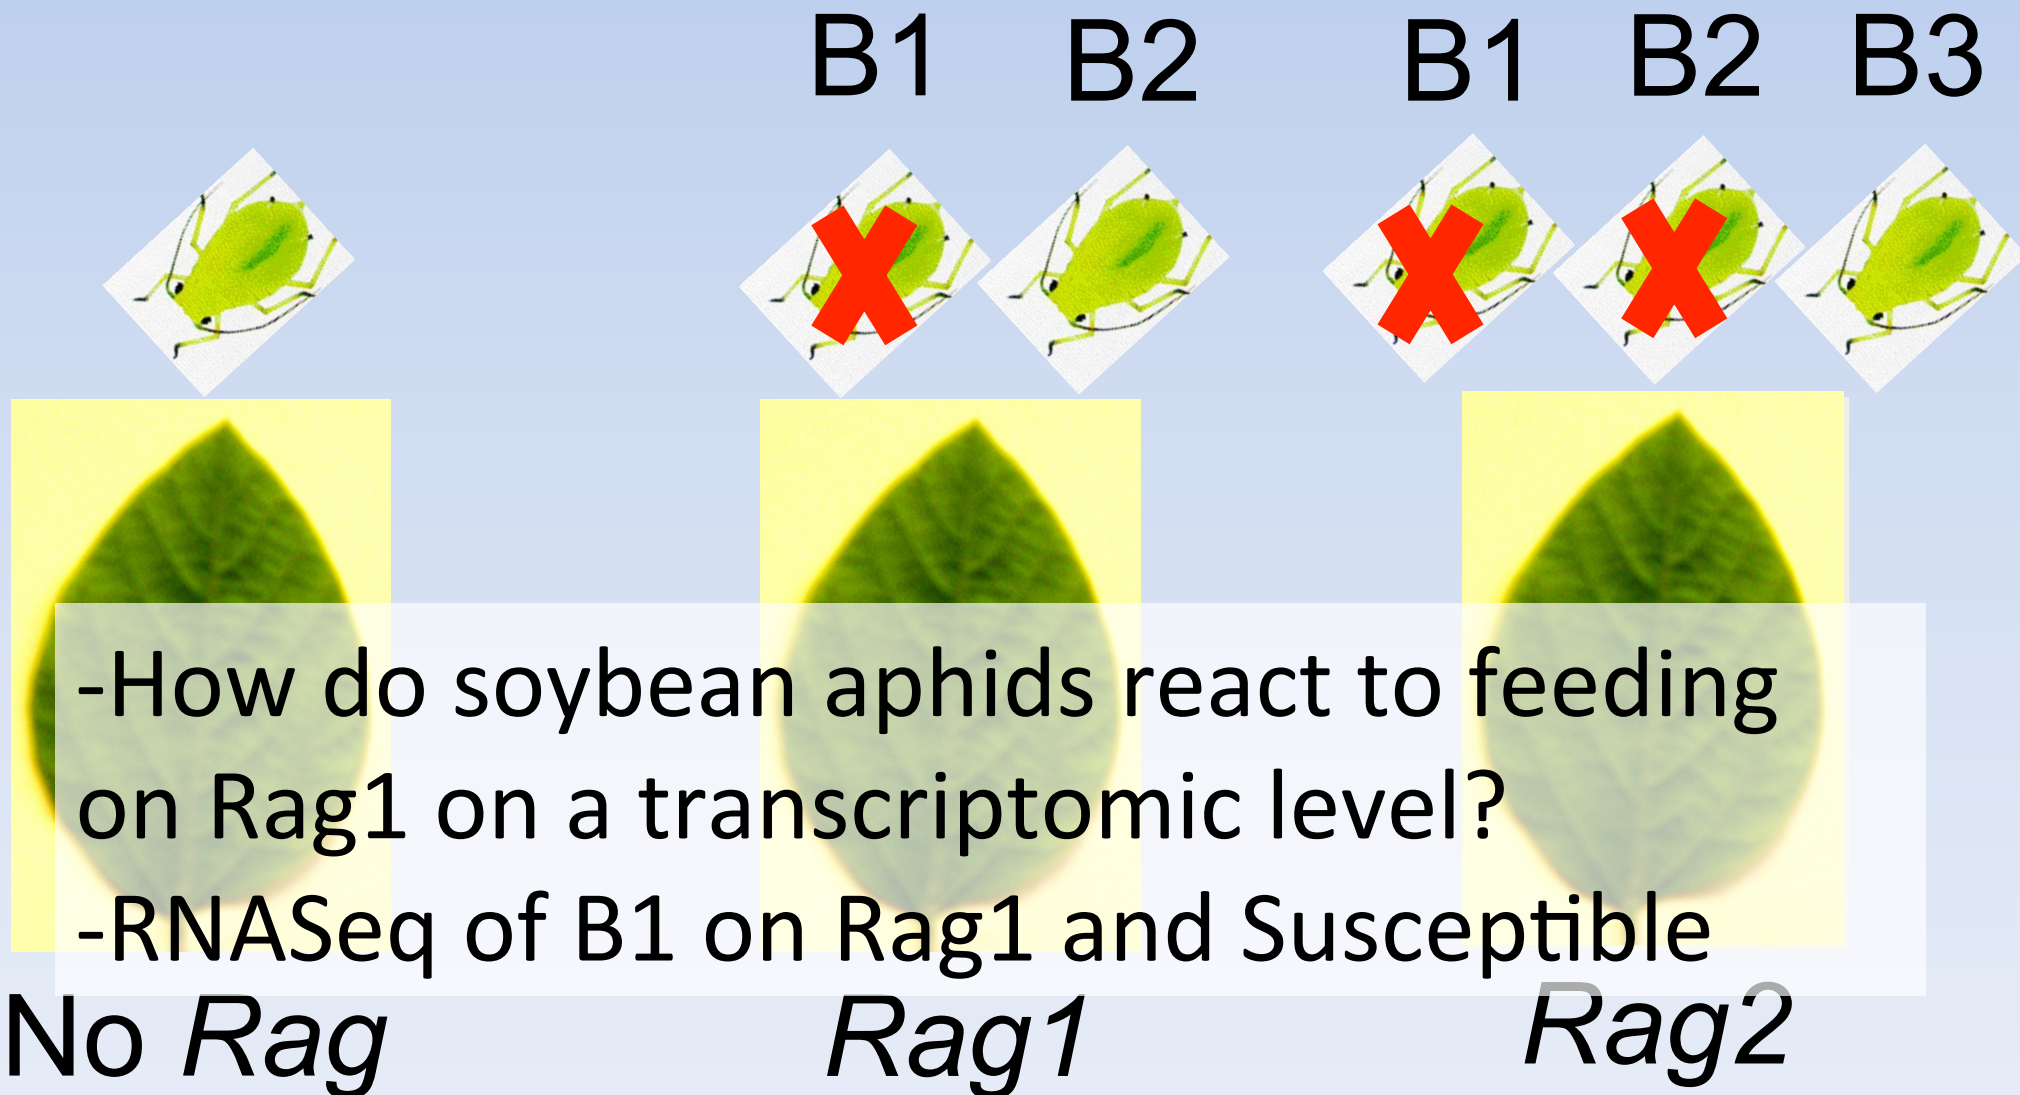 B1 B2 B1 B2 B3
-How do soybean aphids react to feeding
on Rag1 on a transcriptomic level?
-RNASeq of B1 on Rag1 and Susceptible
No Rag Rag1 Rag2